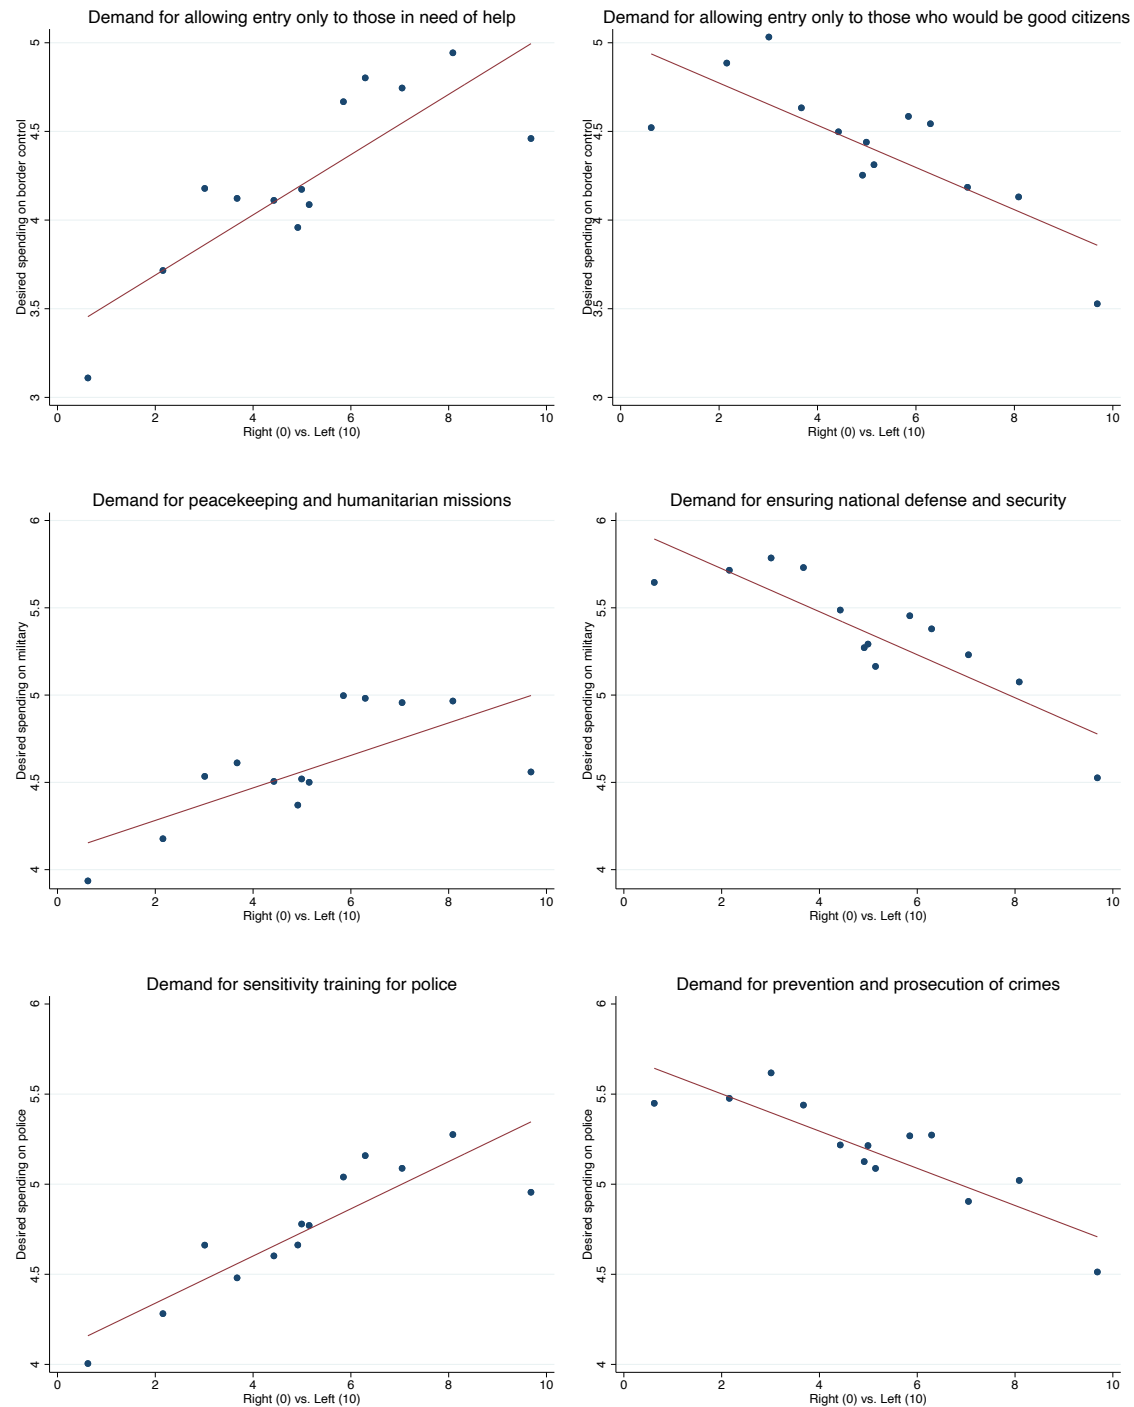 Demand for allowing entry only to those in need of help
Desired spending on border control
5
4.5
4
3.5
3
0 2 4 6 8 10
Right (0) vs. Left (10)
Demand for allowing entry only to those who would be good citizens
Desired spending on border control
5
4.5
4
3.5
3
0 2 4 6 8 10
Right (0) vs. Left (10)
Demand for peacekeeping and humanitarian missions
Desired spending on military
6
5.5
5
4.5
4
0 2 4 6 8 10
Right (0) vs. Left (10)
Demand for ensuring national defense and security
Desired spending on military
6
5.5
5
4.5
4
0 2 4 6 8 10
Right (0) vs. Left (10)
Demand for sensitivity training for police
Desired spending on police
6
5.5
5
4.5
4
0 2 4 6 8 10
Right (0) vs. Left (10)
Demand for prevention and prosecution of crimes
Desired spending on police
6
5.5
5
4.5
4
0 2 4 6 8 10
Right (0) vs. Left (10)